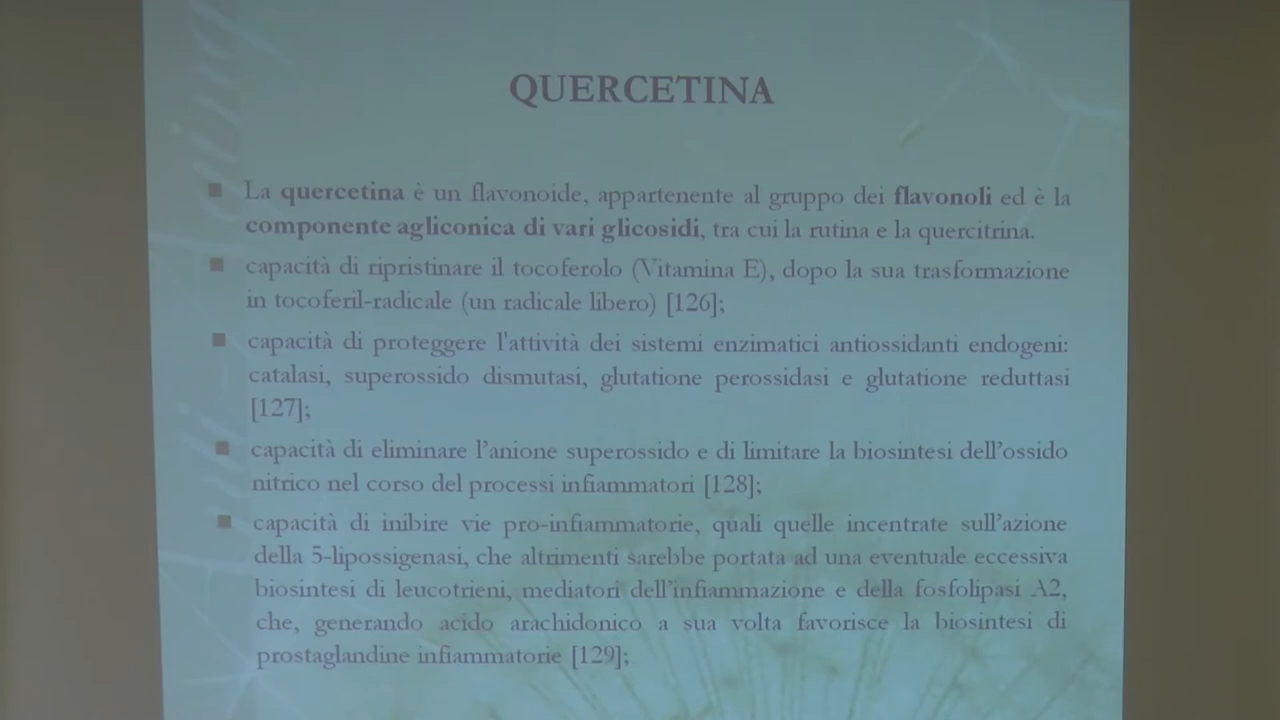 QUERCETINA
La quercetina è un flavonoide, appartenente al gruppo dei flavonoli ed è la
componente agliconica di vari glicosidi, tra cui la rutina e la quercitrina.
capacità di ripristinare il tocoferolo (Vitamina E), dopo la sua trasformazione
in tocoferil-radicale (un radicale libero) [126];
capacità di proteggere l'attività dei sistemi enzimatici antiossidanti endogeni:
catalasi, superossido dismutasi, glutatione perossidasi e glutatione reduttasi
[127];
capacità di eliminare l’anione superossido e di limitare la biosintesi dell’ossido
nitrico nel corso del processi infiammatori [128];
capacità di inibire vie pro-infiammatorie, quali quelle incentrate sull’azione
della 5-lipossigenasi, che altrimenti sarebbe portata ad una eventuale eccessiva
biosintesi di leucotrieni, mediatori dell’infiammazione e della fosfolipasi A2,
che, generando acido arachidonico a sua volta favorisce la biosintesi di
prostaglandine infiammatorie [129];